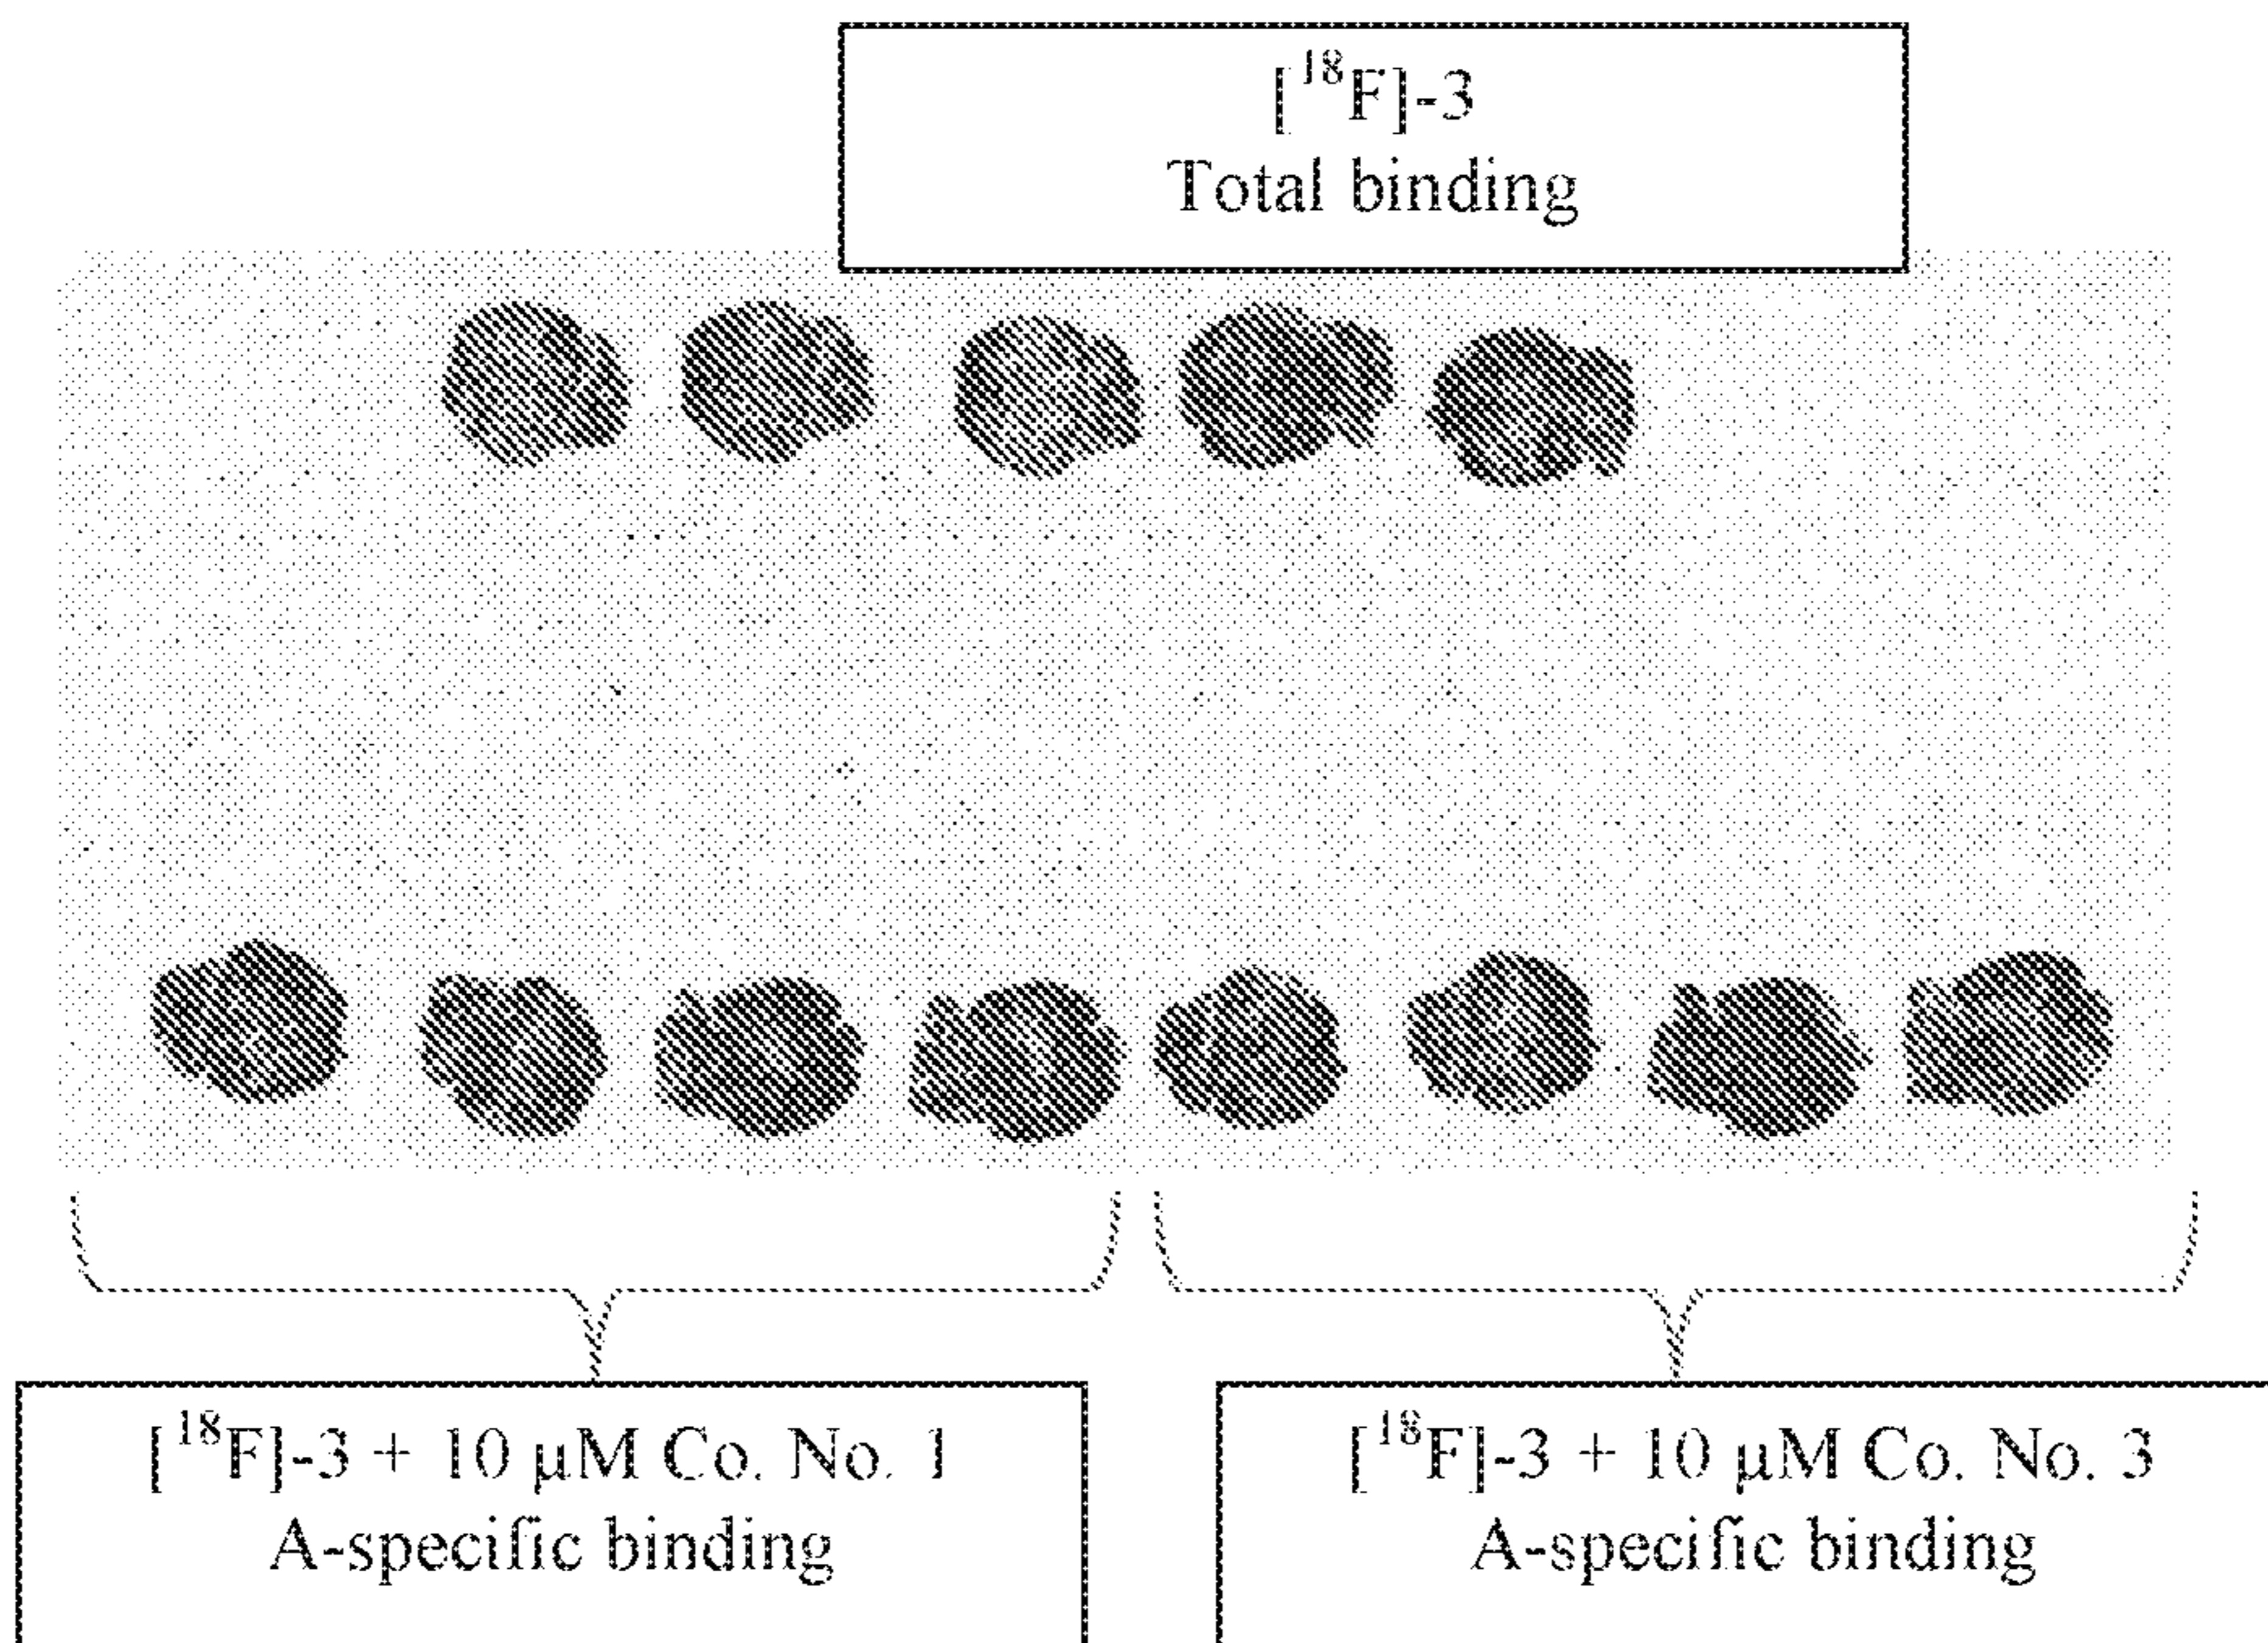 [¹⁸F]-3
Total binding
[¹⁸F]-3 + 10 µM Co. No. 1
A-specific binding
[¹⁸F]-3 + 10 µM Co. No. 3
A-specific binding